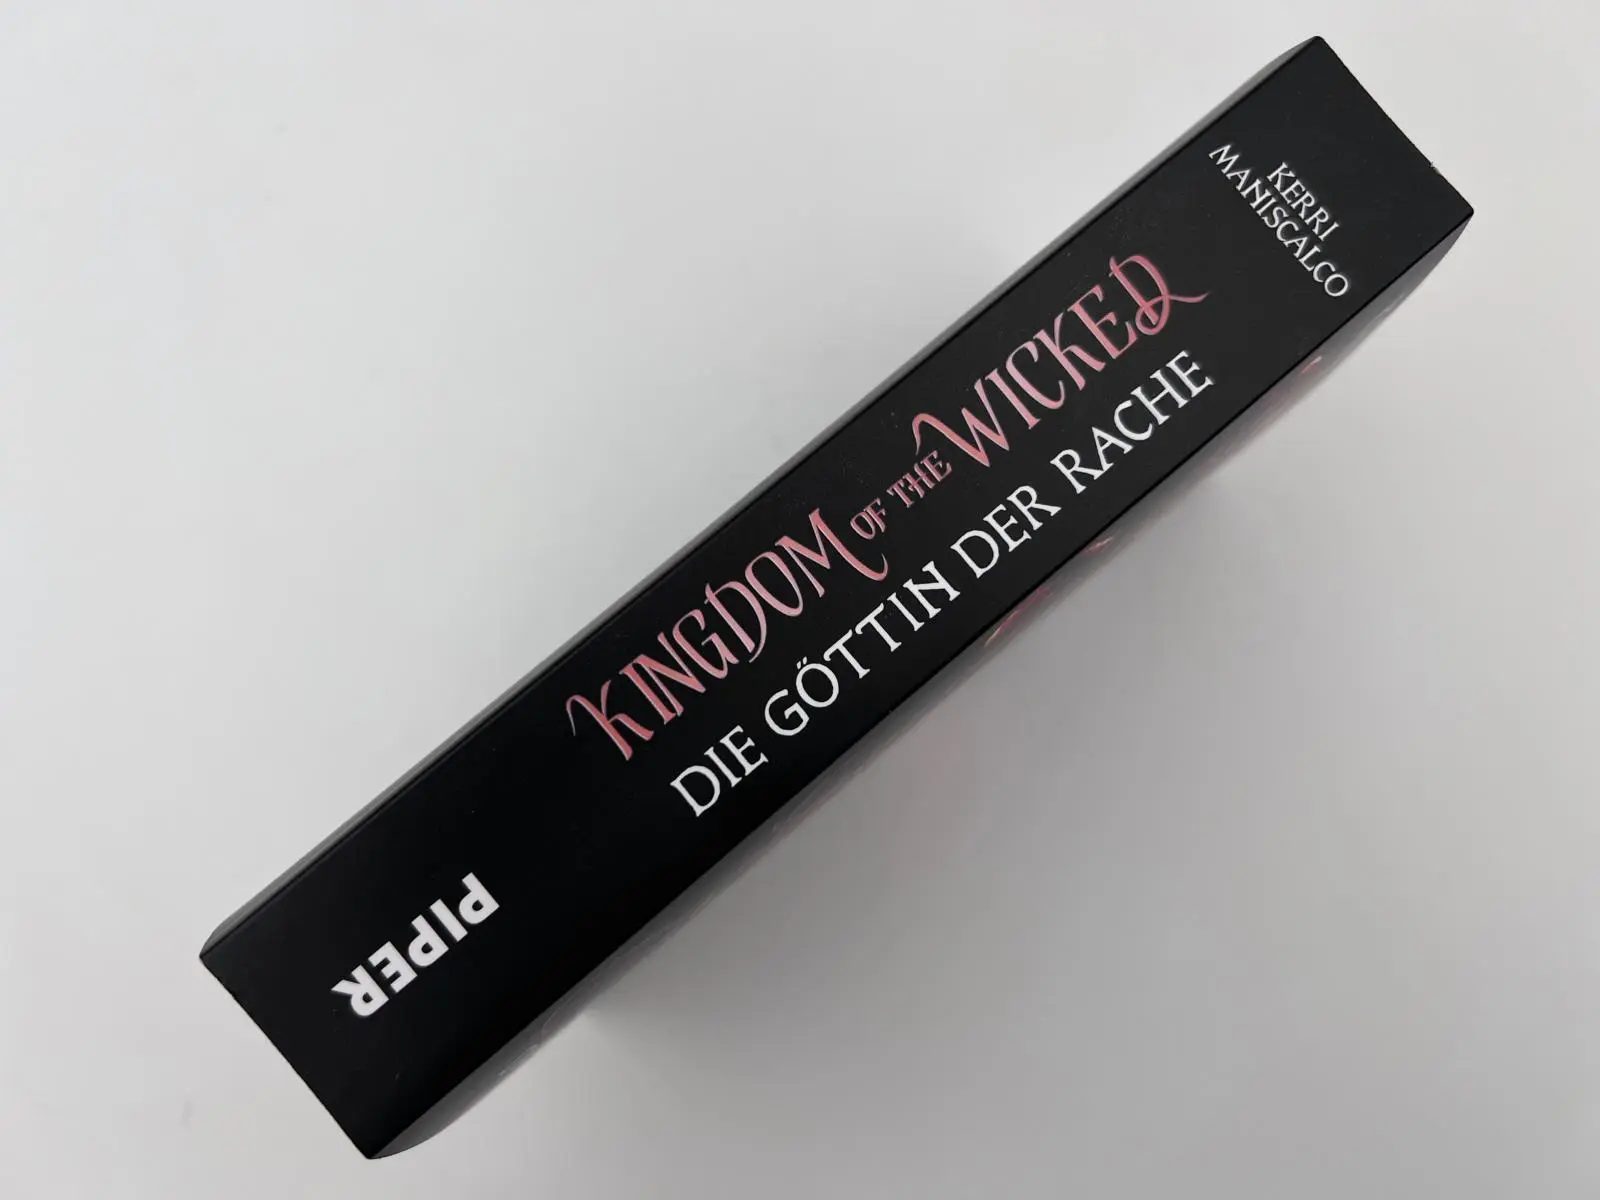 KERRI
MANISCALCO
KINGDOM OF THE WICKED
DIE GÖTTIN DER RACHE
PIPER